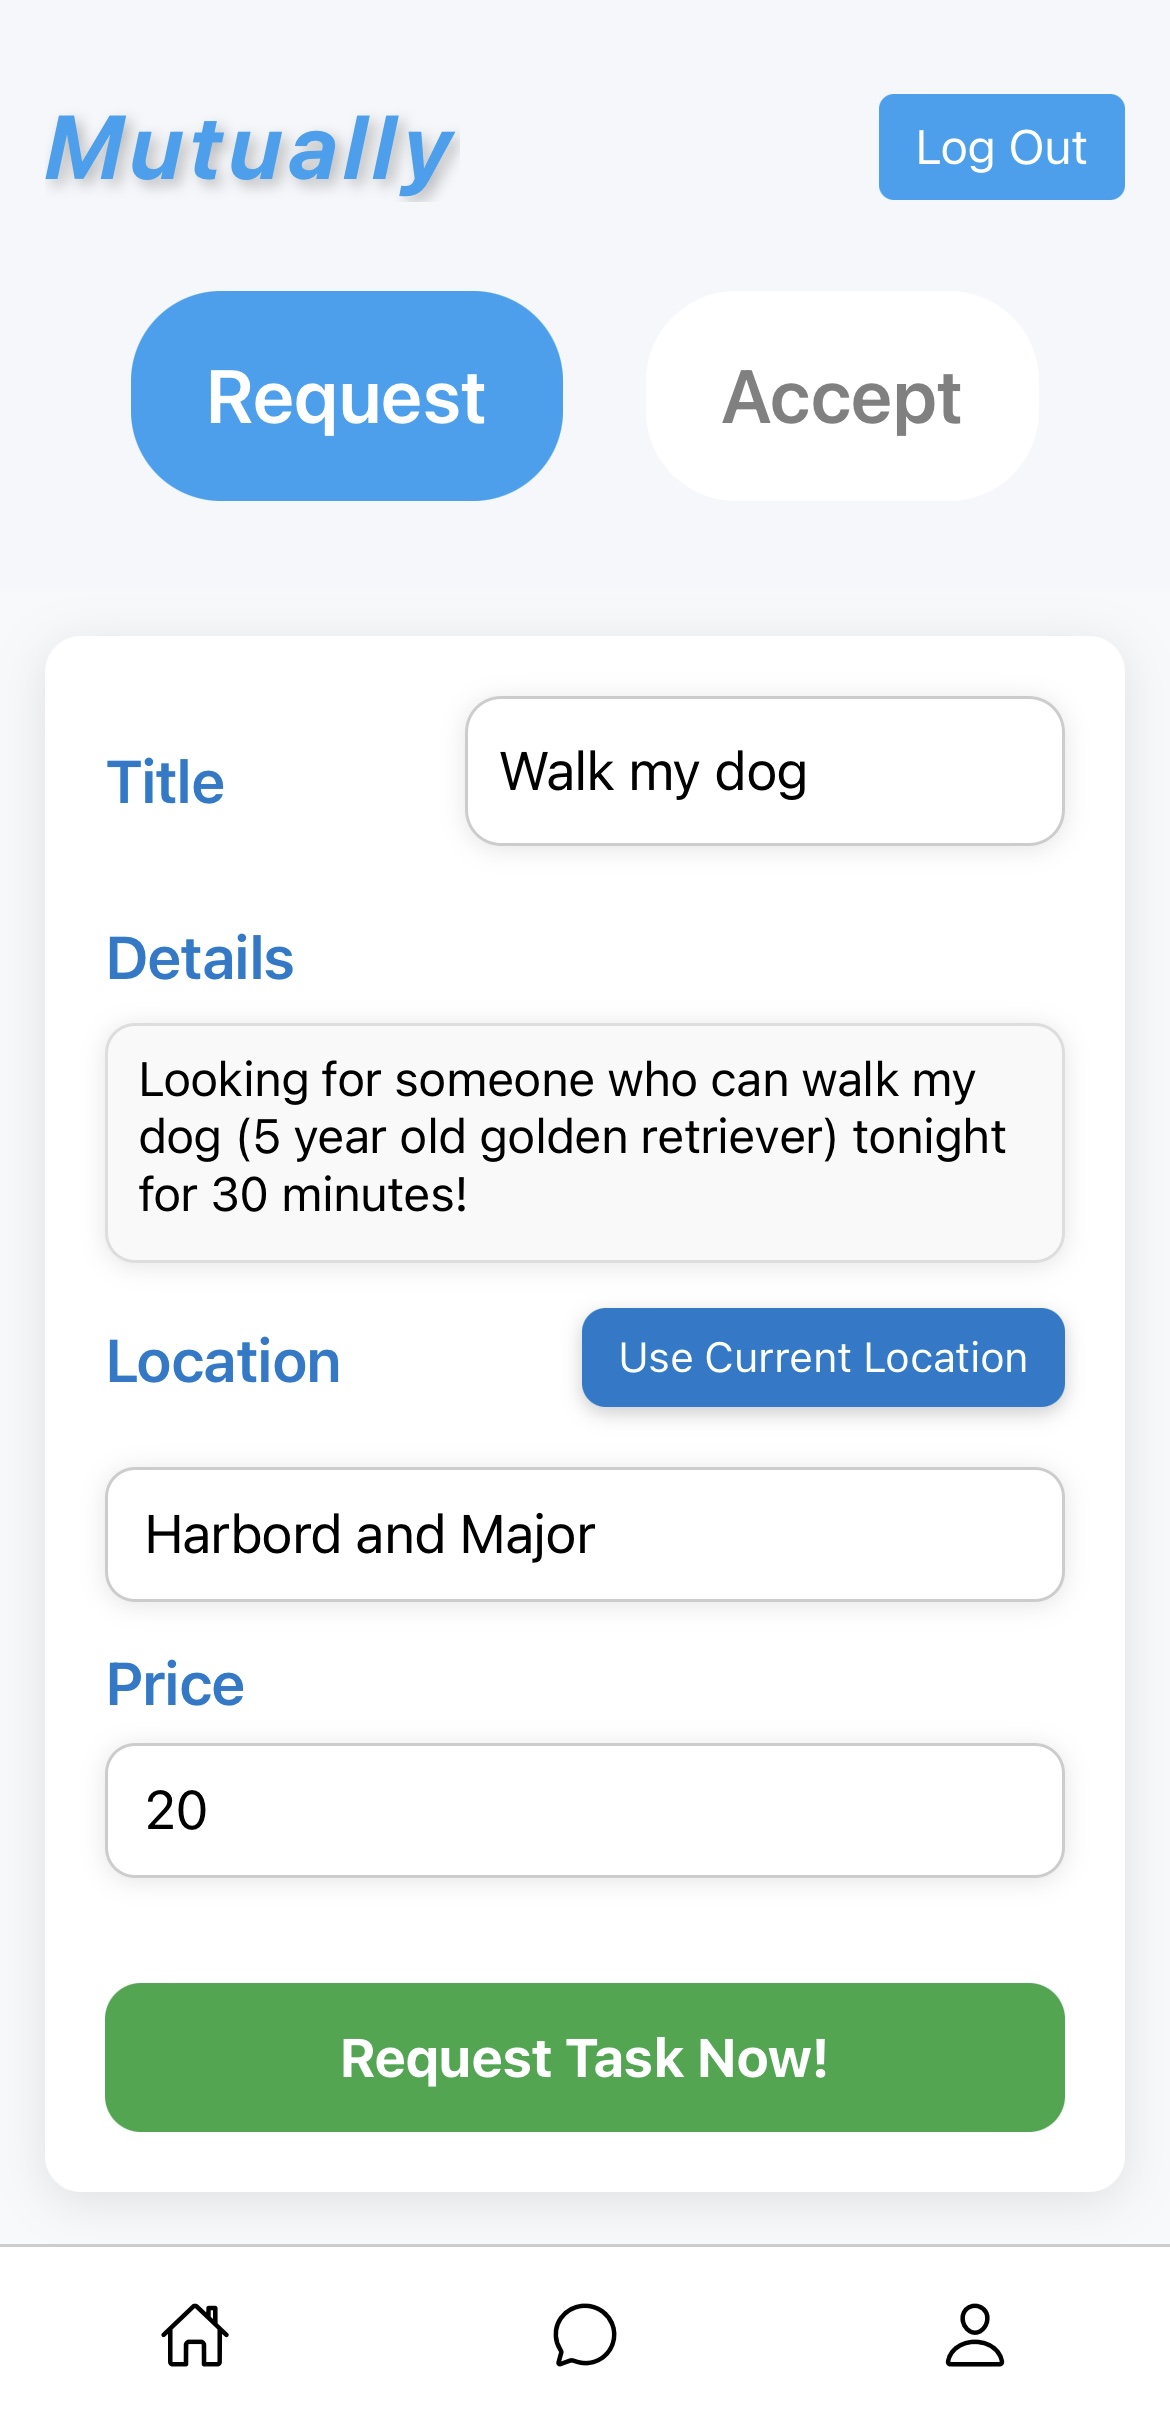 Mutually
Log Out
Request
Accept
Title
Walk my dog
Details
Looking for someone who can walk my
dog (5 year old golden retriever) tonight
for 30 minutes!
Location
Use Current Location
Harbord and Major
Price
20
Request Task Now!